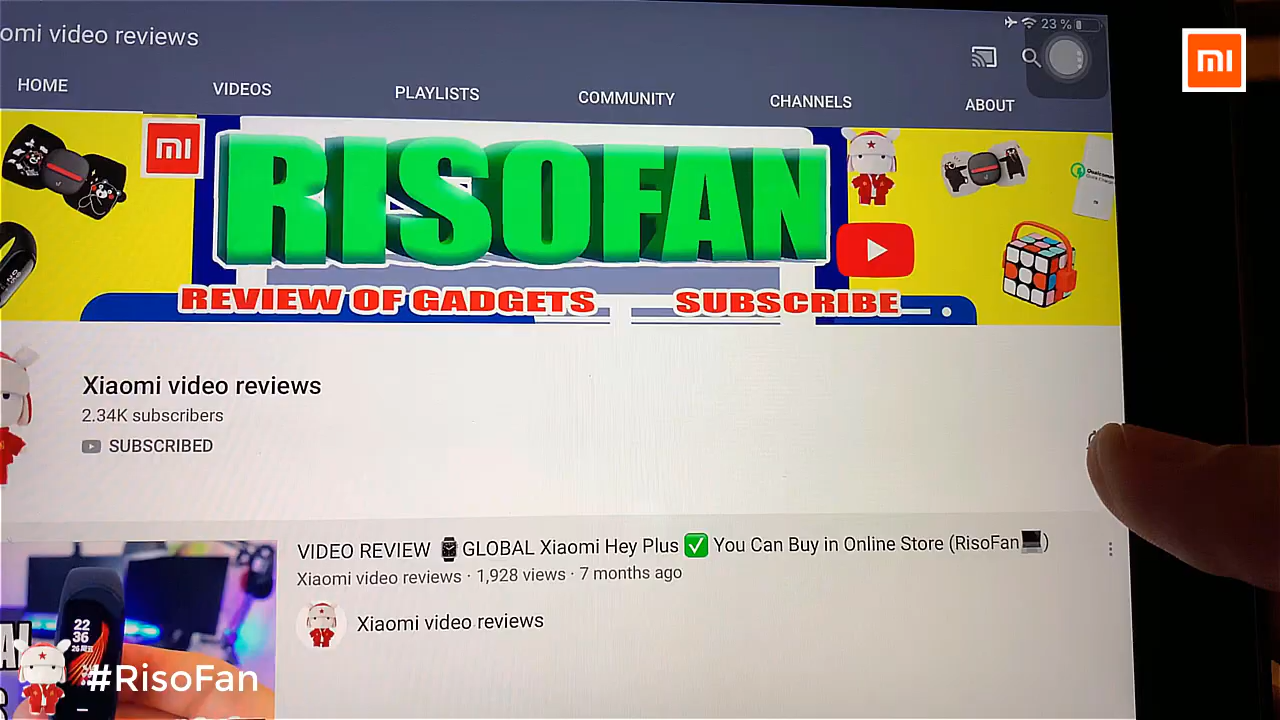 omi video reviews
23 %
HOME
VIDEOS
PLAYLISTS
COMMUNITY
CHANNELS
ABOUT
mi
mi
RISOFAN
Qualcomm
REVIEW OF GADGETS
SUBSCRIBE
Xiaomi video reviews
2.34K subscribers
SUBSCRIBED
VIDEO REVIEW ⌚GLOBAL Xiaomi Hey Plus ✅ You Can Buy in Online Store (RisoFan💻)
Xiaomi video reviews · 1,928 views · 7 months ago
Xiaomi video reviews
22
36
#RisoFan